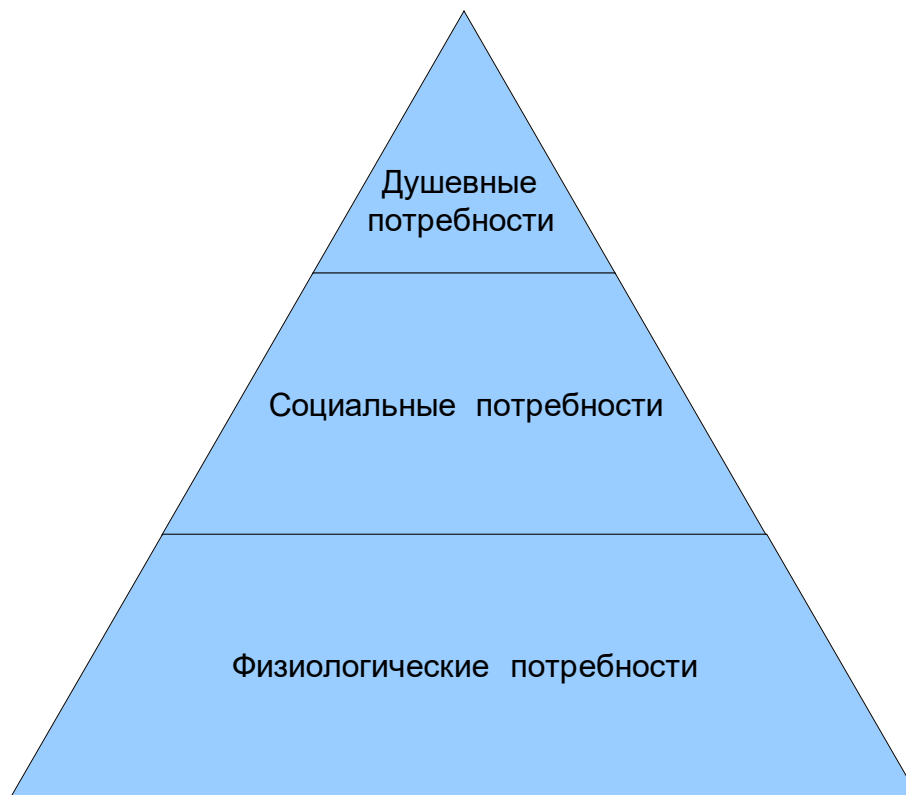 Душевные
потребности
Социальные потребности
Физиологические потребности